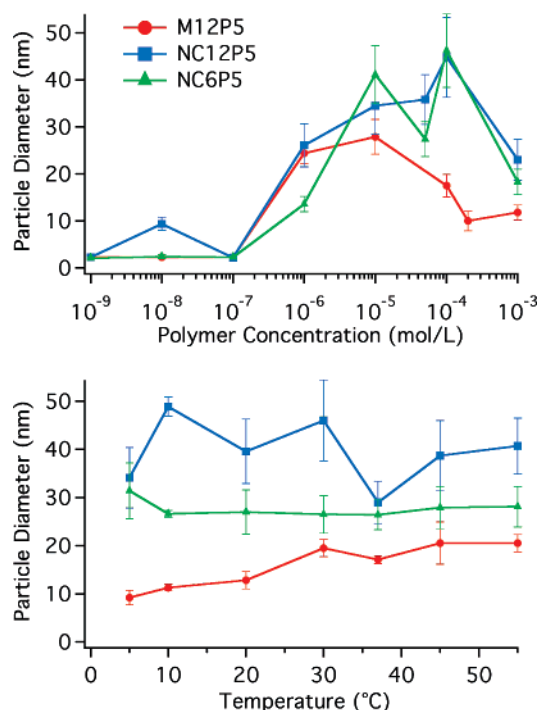 M12P5
NC12P5
NC6P5
Particle Diameter (nm)
50
40
30
20
10
0
10⁻⁹ 10⁻⁸ 10⁻⁷ 10⁻⁶ 10⁻⁵ 10⁻⁴ 10⁻³
Polymer Concentration (mol/L)
Particle Diameter (nm)
50
40
30
20
10
0
0 10 20 30 40 50
Temperature (°C)